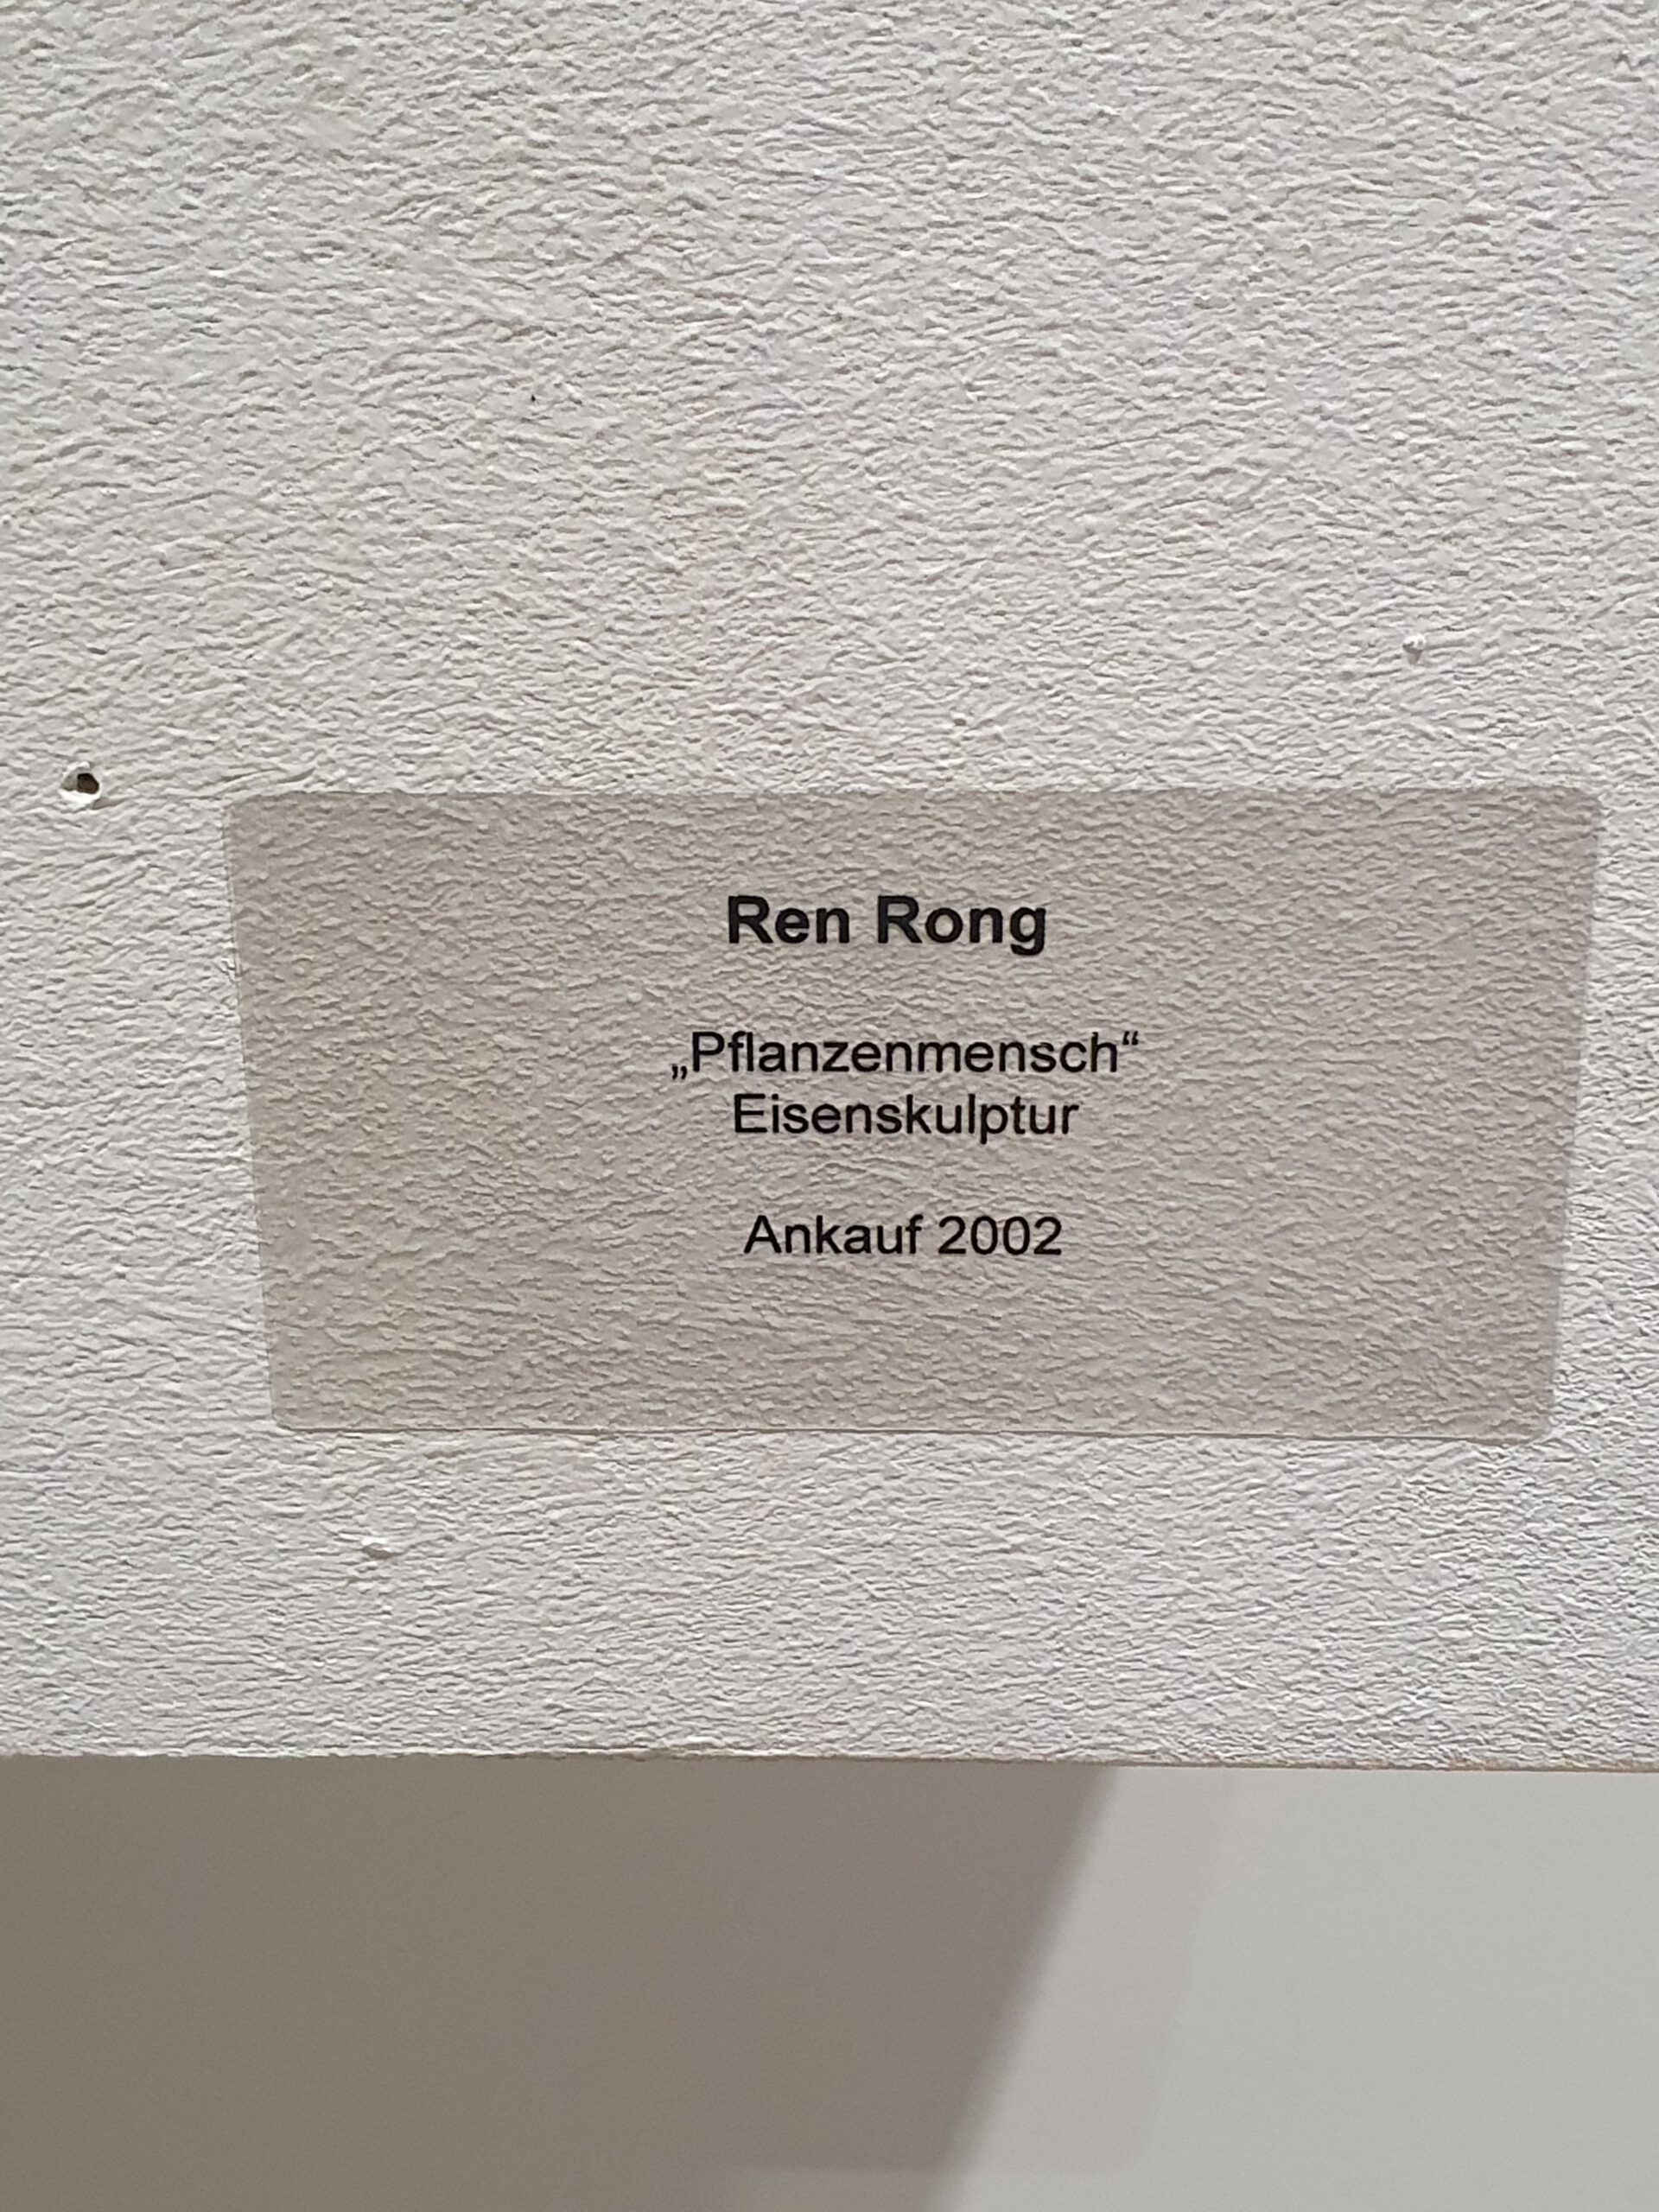 Ren Rong
„Pflanzenmensch“
Eisenskulptur
Ankauf 2002